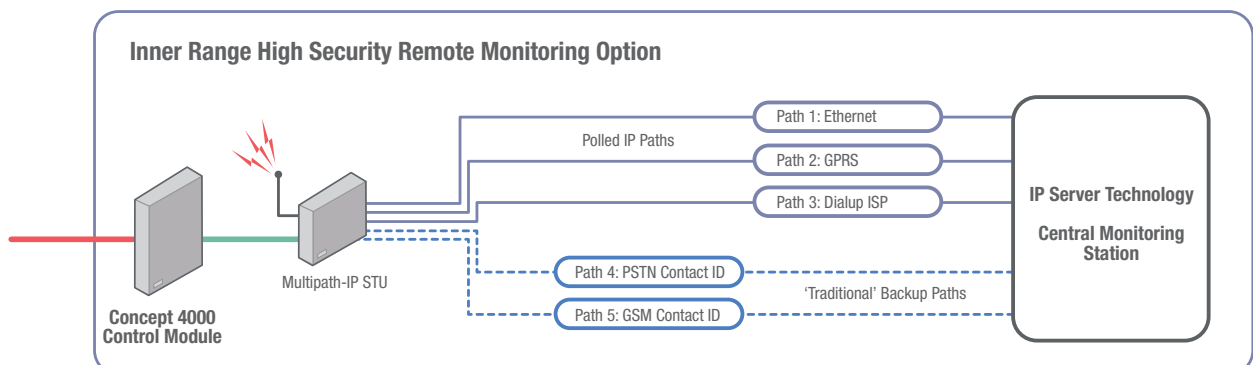 Inner Range High Security Remote Monitoring Option
Path 1: Ethernet
Polled IP Paths
Path 2: GPRS
Path 3: Dialup ISP
IP Server Technology
Central Monitoring
Station
Multipath-IP STU
Path 4: PSTN Contact ID
'Traditional' Backup Paths
Path 5: GSM Contact ID
Concept 4000
Control Module